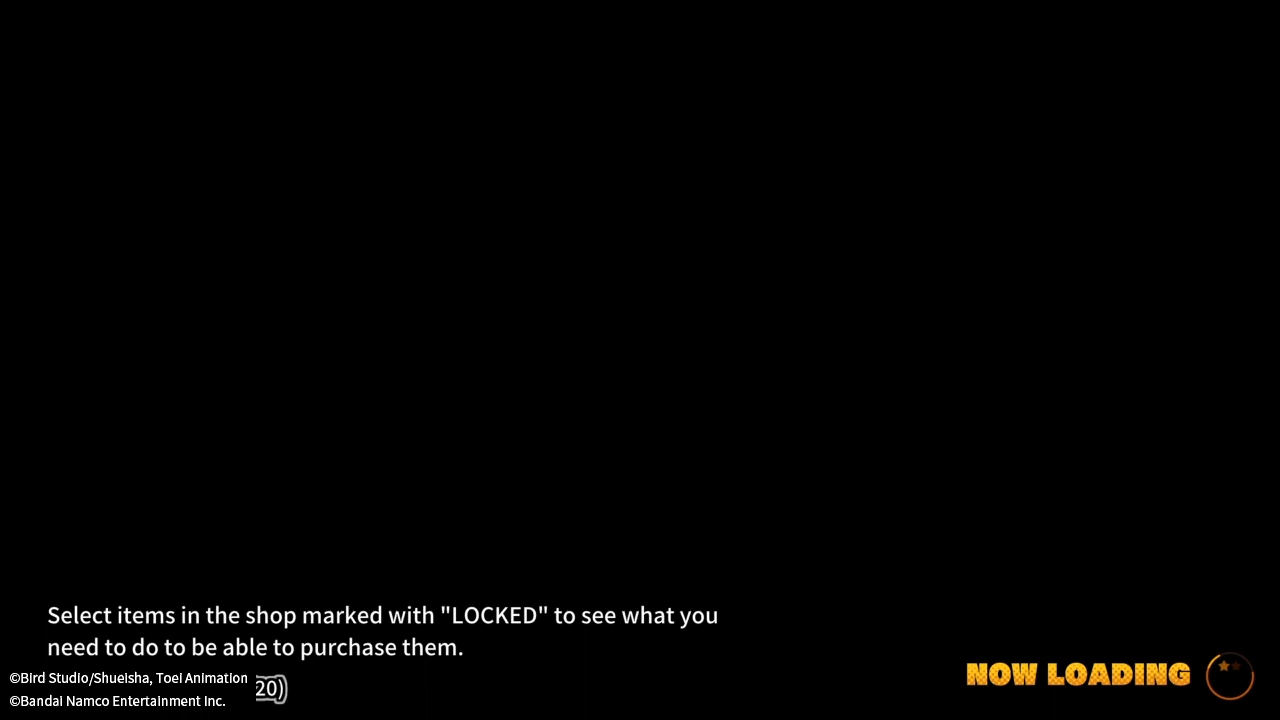 Select items in the shop marked with "LOCKED" to see what you
need to do to be able to purchase them.
©Bird Studio/Shueisha, Toei Animation
©Bandai Namco Entertainment Inc.
20)
NOW LOADING